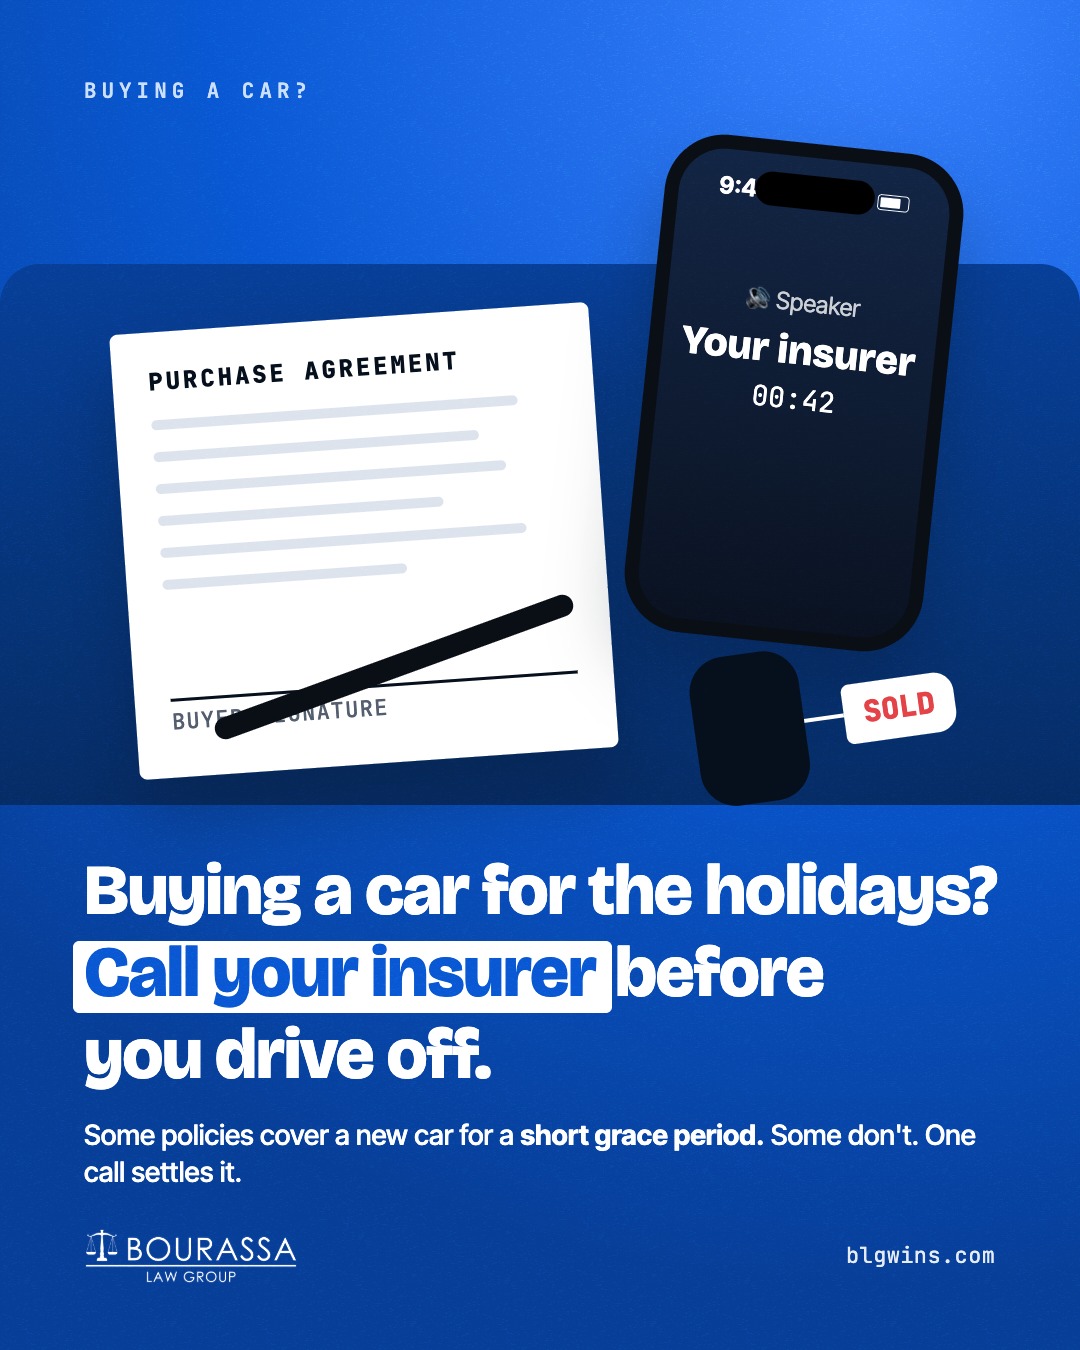 BUYING A CAR?
9:4
Speaker
Your insurer
00:42
PURCHASE AGREEMENT
SOLD
Buying a car for the holidays?
Call your insurer before
you drive off.
Some policies cover a new car for a short grace period. Some don't. One
call settles it.
BOURASSA
LAW GROUP
blgwins.com